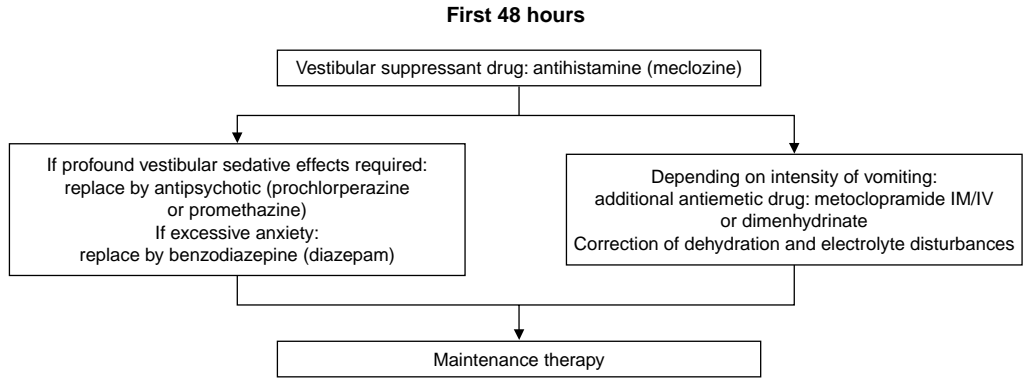 First 48 hours
Vestibular suppressant drug: antihistamine (meclozine)
If profound vestibular sedative effects required:
replace by antipsychotic (prochlorperazine
or promethazine)
If excessive anxiety:
replace by benzodiazepine (diazepam)
Depending on intensity of vomiting:
additional antiemetic drug: metoclopramide IM/IV
or dimenhydrinate
Correction of dehydration and electrolyte disturbances
Maintenance therapy